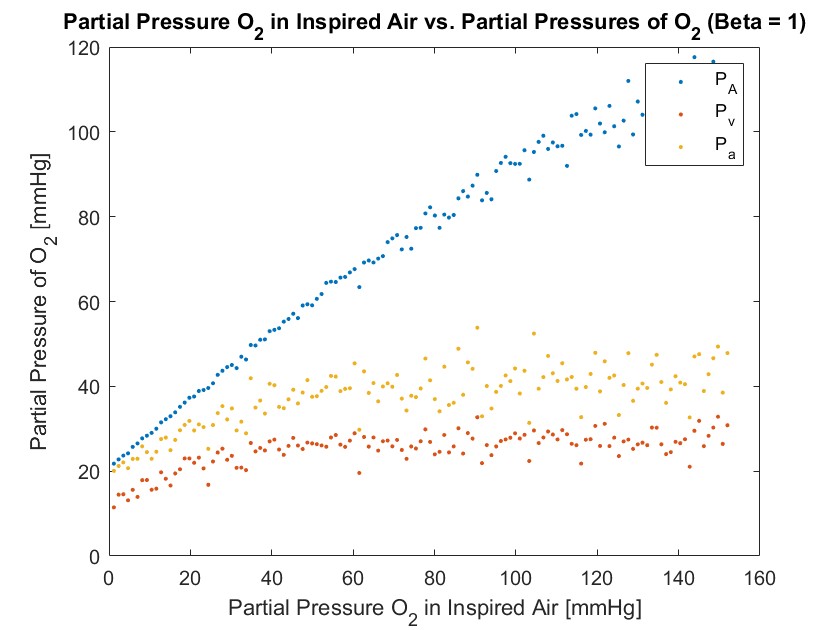 Partial Pressure O2 in Inspired Air vs. Partial Pressures of O2 (Beta = 1)
120
100
80
60
40
20
0
0 20 40 60 80 100 120 140 160
Partial Pressure of O2 [mmHg]
Partial Pressure O2 in Inspired Air [mmHg]
PA
Pv
Pa